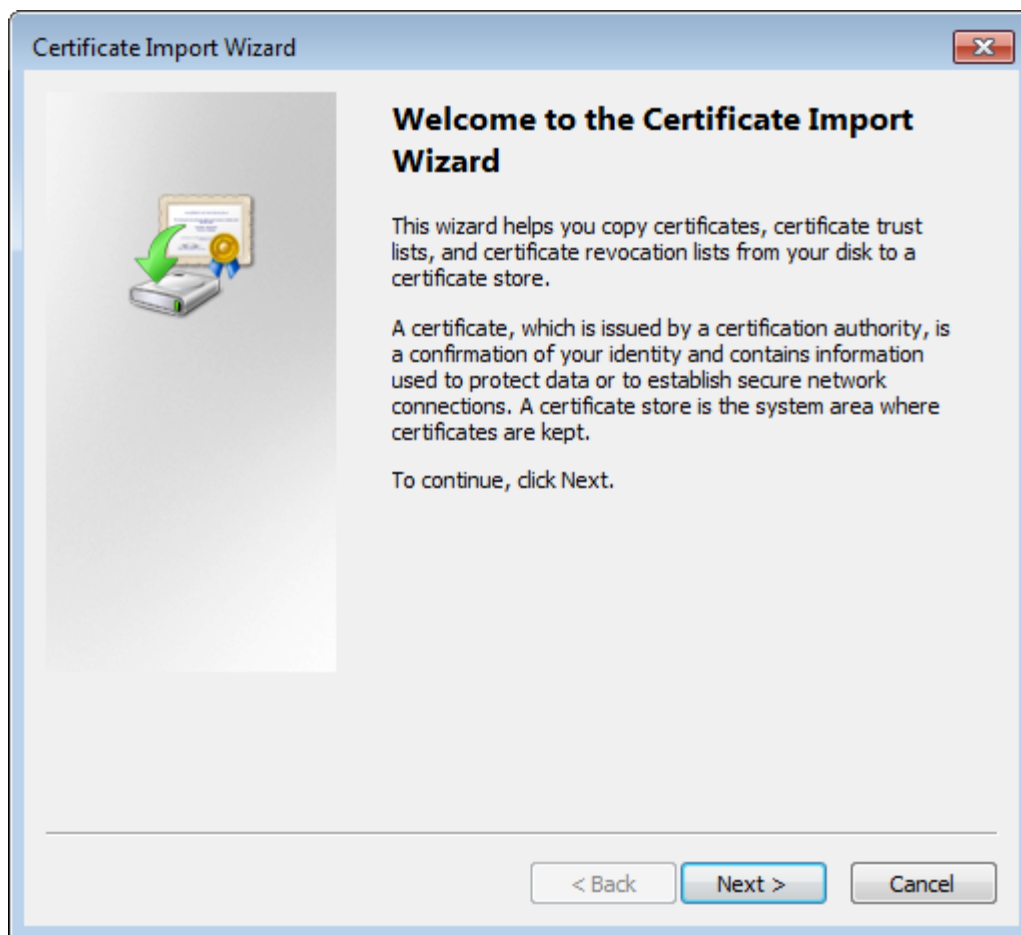 Certificate Import Wizard
Welcome to the Certificate Import
Wizard
This wizard helps you copy certificates, certificate trust
lists, and certificate revocation lists from your disk to a
certificate store.
A certificate, which is issued by a certification authority, is
a confirmation of your identity and contains information
used to protect data or to establish secure network
connections. A certificate store is the system area where
certificates are kept.
To continue, click Next.
< Back
Next >
Cancel